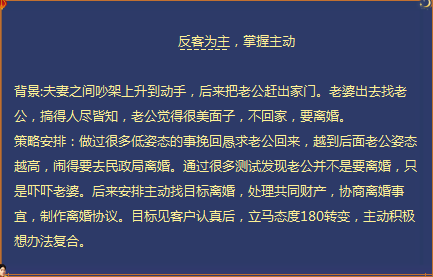 反客为主，掌握主动
背景:夫妻之间吵架上升到动手，后来把老公赶出家门。老婆出去找老
公，搞得人尽皆知，老公觉得很美面子，不回家，要离婚。
策略安排：做过很多低姿态的事挽回恳求老公回来，越到后面老公姿态
越高，闹得要去民政局离婚。通过很多测试发现老公并不是要离婚，只
是吓吓老婆。后来安排主动找目标离婚，处理共同财产，协商离婚事
宜，制作离婚协议。目标见客户认真后，立马态度180转变，主动积极
想办法复合。